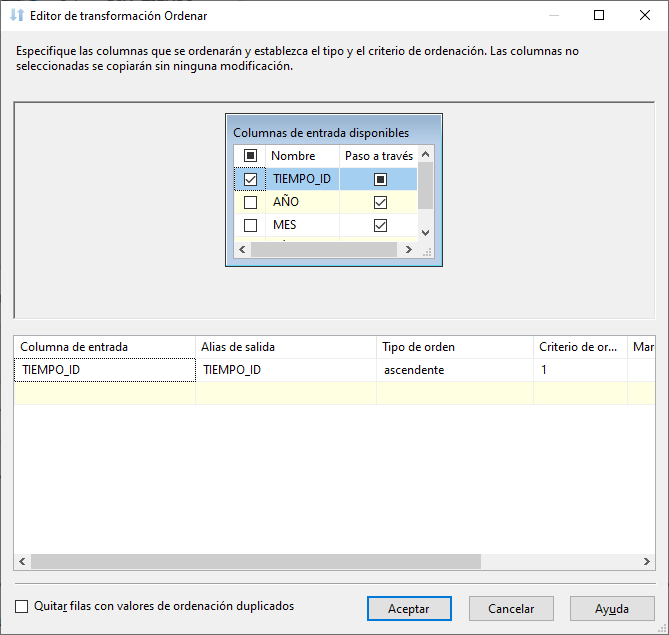 Editor de transformación Ordenar
Especifique las columnas que se ordenarán y establezca el tipo y el criterio de ordenación. Las columnas no
seleccionadas se copiarán sin ninguna modificación.
Columnas de entrada disponibles
Nombre Paso a través
TIEMPO_ID
AÑO
MES
Columna de entrada Alias de salida Tipo de orden Criterio de or... Mar
TIEMPO_ID TIEMPO_ID ascendente 1
Quitar filas con valores de ordenación duplicados
Aceptar Cancelar Ayuda